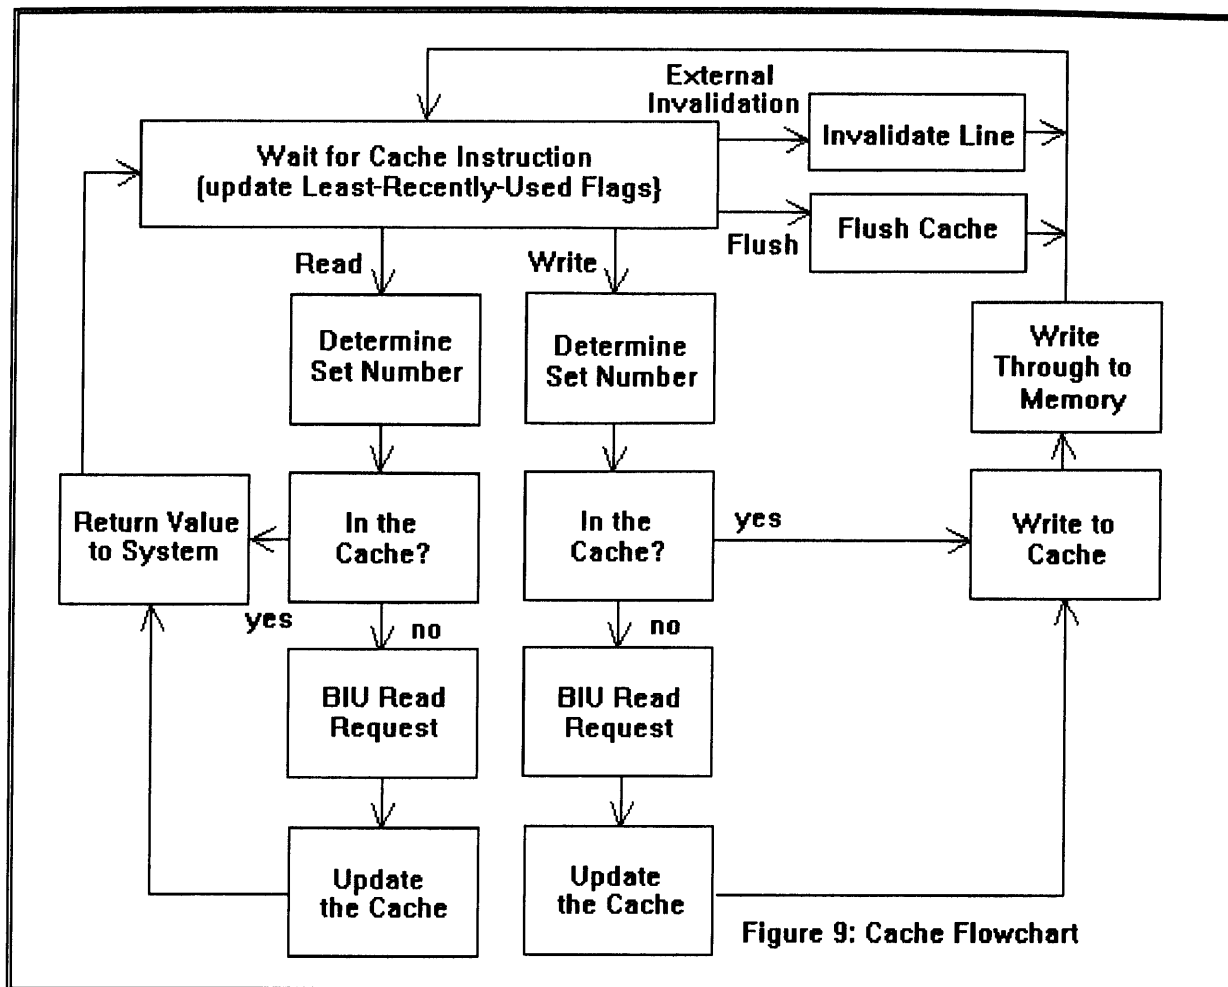 External
Invalidation
Invalidate Line
Wait for Cache Instruction
(update Least-Recently-Used Flags}
Flush Cache
Flush
Read
Write
Determine
Set Number
Determine
Set Number
Write
Through to
Memory
Return Value
to System
In the
Cache?
In the
Cache?
yes
Write to
Cache
yes
no
no
BIU Read
Request
BIU Read
Request
Update
the Cache
Update
the Cache
Figure 9: Cache Flowchart